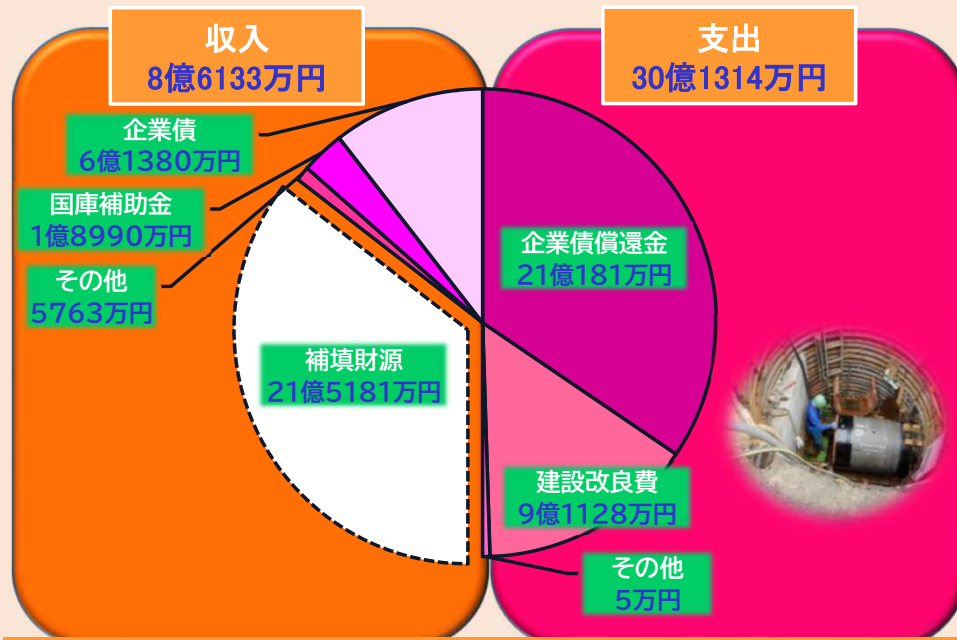 収入
8億6133万円
支出
30億1314万円
企業債
6億1380万円
国庫補助金
1億8990万円
その他
5763万円
補填財源
21億5181万円
企業債償還金
21億181万円
建設改良費
9億1128万円
その他
5万円